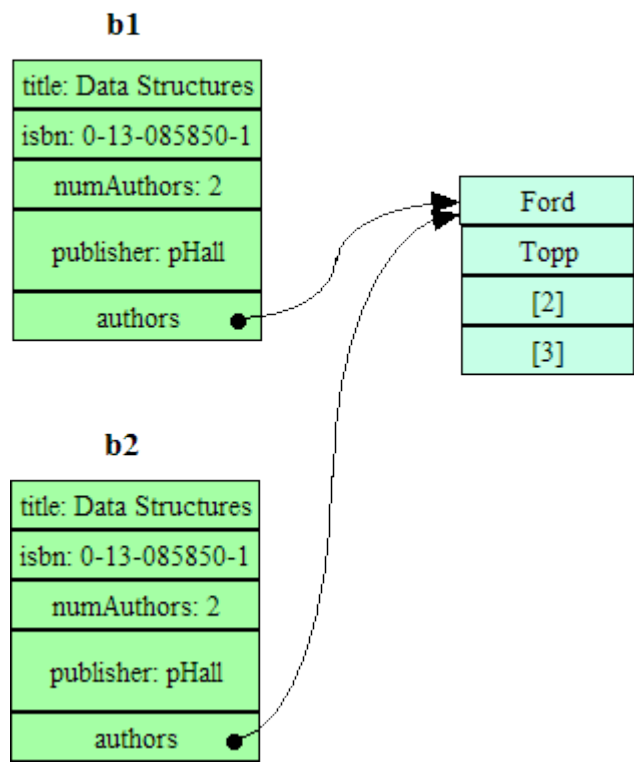 b1
title: Data Structures
isbn: 0-13-085850-1
numAuthors: 2
publisher: pHall
authors
Ford
Topp
[2]
[3]
b2
title: Data Structures
isbn: 0-13-085850-1
numAuthors: 2
publisher: pHall
authors